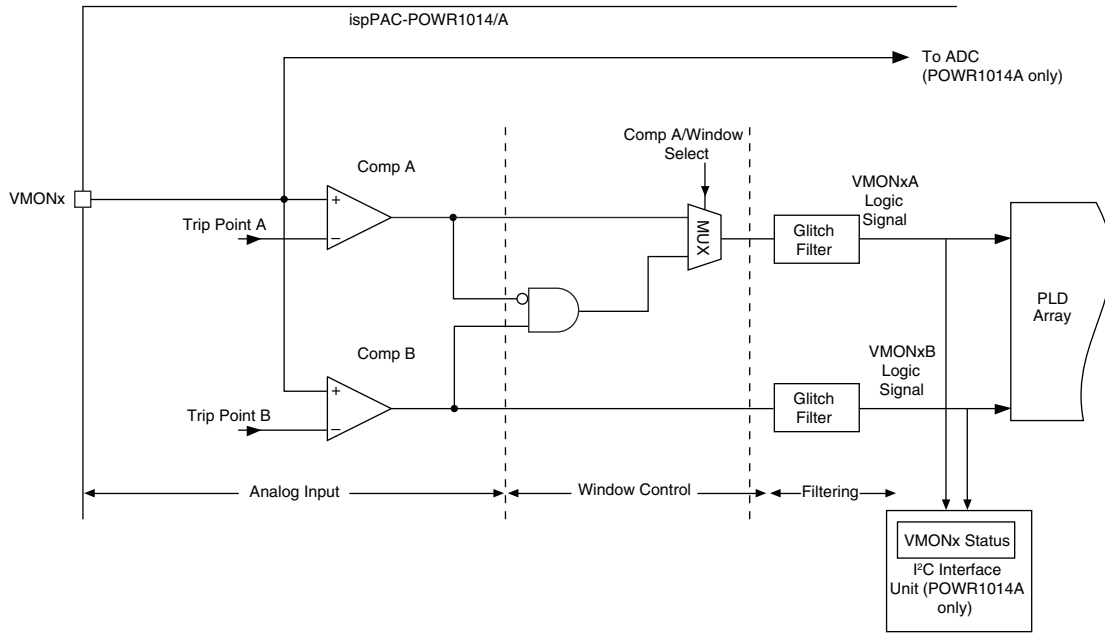 ispPAC-POWR1014/A
To ADC
(POWR1014A only)
Comp A/Window
Select
Comp A
VMONx
+
Trip Point A
–
MUX
VMONxA
Logic
Signal
Glitch
Filter
PLD
Array
Comp B
+
Trip Point B
–
VMONxB
Logic
Signal
Glitch
Filter
Analog Input
Window Control
Filtering
VMONx Status
I²C Interface
Unit (POWR1014A
only)